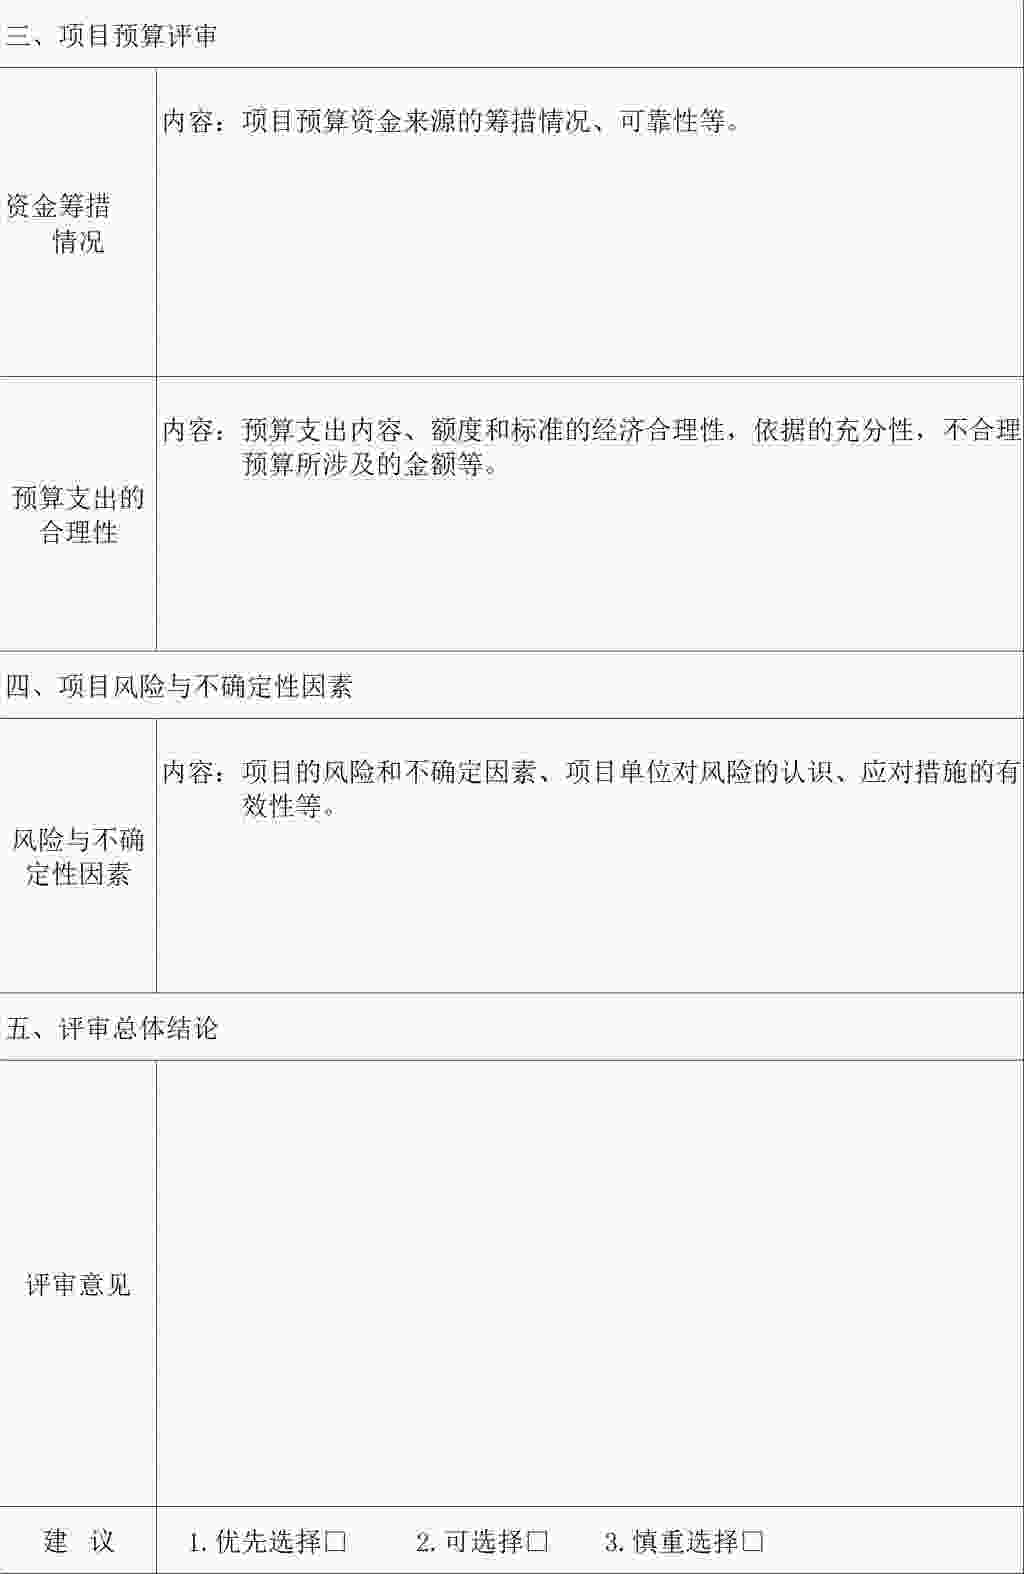 三、项目预算评审
内容：项目预算资金来源的筹措情况、可靠性等。
资金筹措
情况
内容：预算支出内容、额度和标准的经济合理性，依据的充分性，不合理
预算所涉及的金额等。
预算支出的
合理性
四、项目风险与不确定性因素
内容：项目的风险和不确定因素、项目单位对风险的认识、应对措施的有
效性等。
风险与不确
定性因素
五、评审总体结论
评审意见
建 议 1.优先选择□ 2.可选择□ 3.慎重选择□